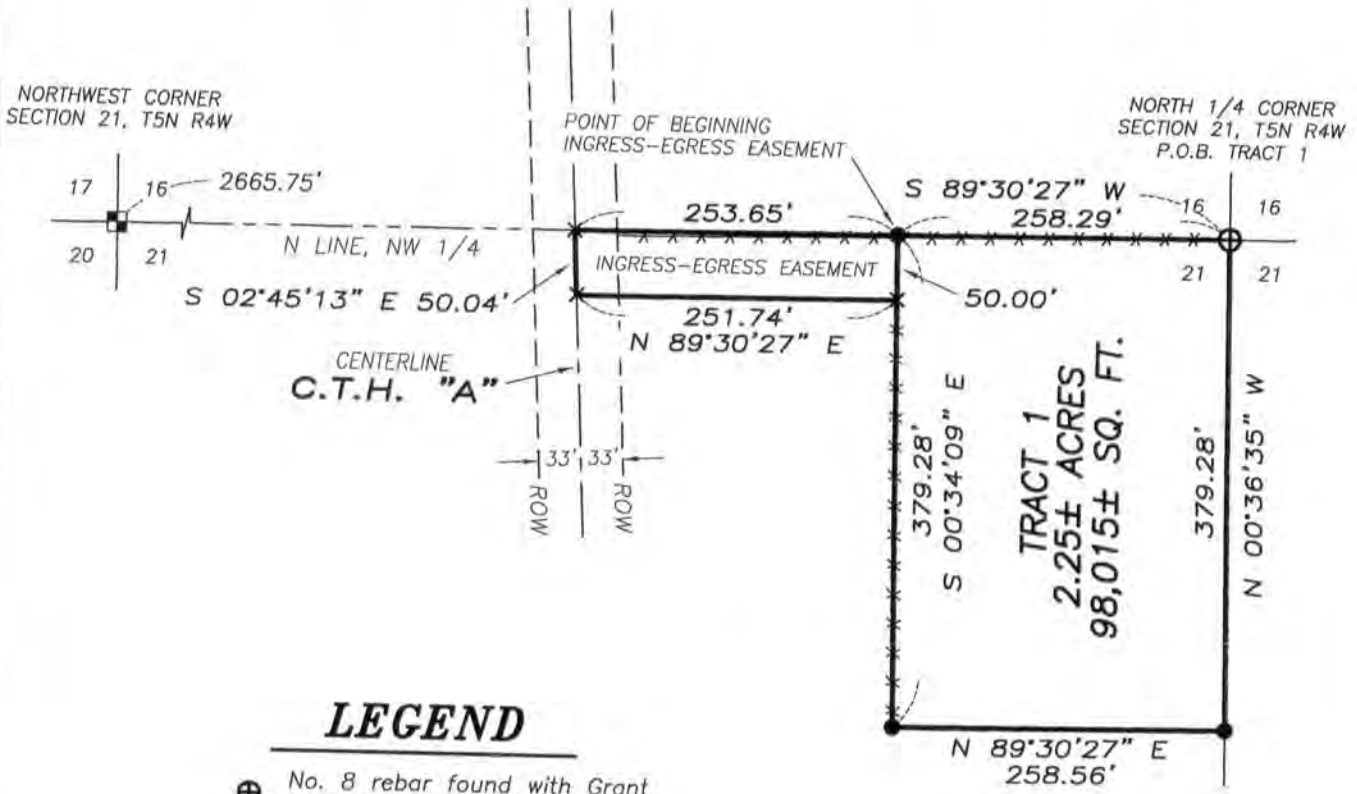 NORTHWEST CORNER
SECTION 21, T5N R4W
17 16
2665.75'
20 21
N LINE, NW 1/4
POINT OF BEGINNING
INGRESS-EGRESS EASEMENT
NORTH 1/4 CORNER
SECTION 21, T5N R4W
P.O.B. TRACT 1
S 89°30'27" W
258.29'
16 16
21 21
253.65'
INGRESS-EGRESS EASEMENT
S 02°45'13" E 50.04'
50.00'
251.74'
N 89°30'27" E
CENTERLINE
C.T.H. "A"
33' 33'
ROW
ROW
379.28'
S 00°34'09" E
TRACT 1
2.25± ACRES
98,015± SQ. FT.
379.28'
N 00°36'35" W
N 89°30'27" E
258.56'
LEGEND
No. 8 rebar found with Grant